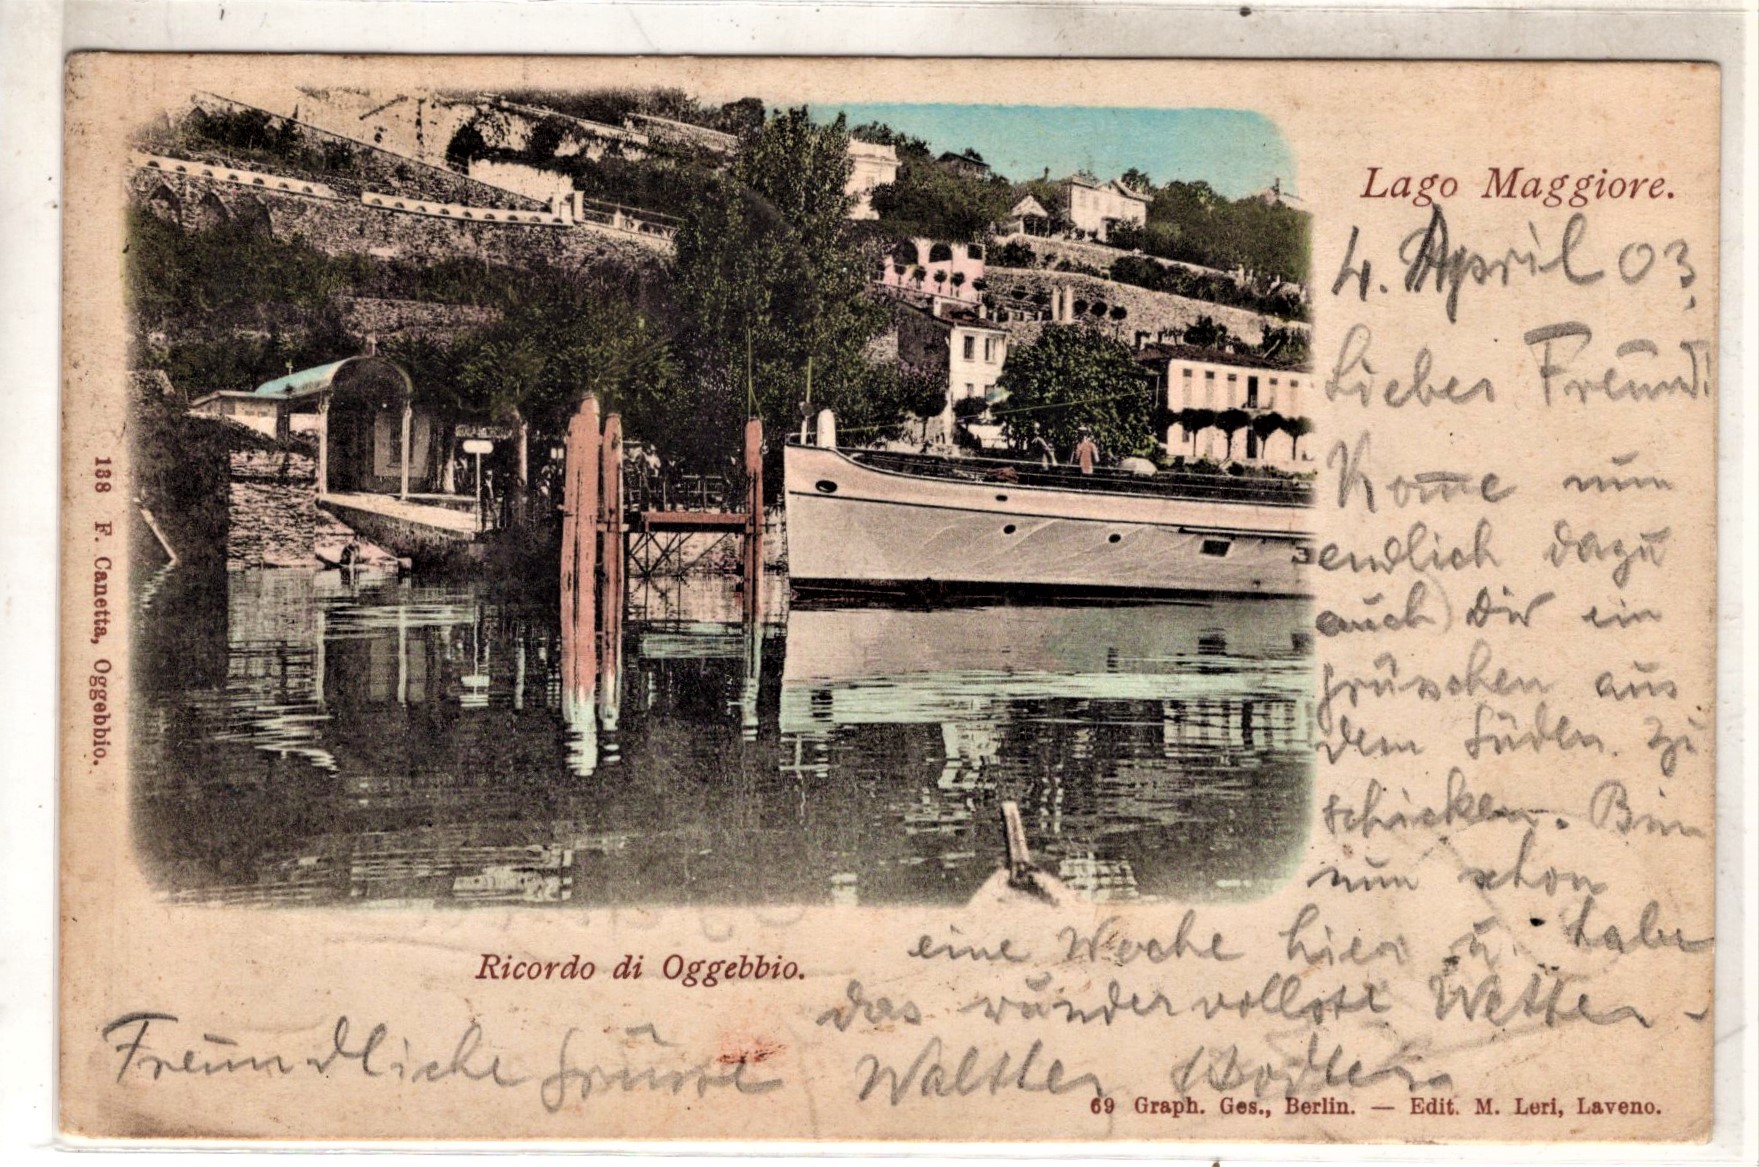 Lago Maggiore.
4. April 03.
Lieber Freund!
Kom̅e nun
endlich dazu
auch Dir ein
Grüsschen aus
dem Süden zu
schicken. Bin
nun schon
eine Woche hier u. habe
das wundervollste Wetter
Ricordo di Oggebbio.
Freundliche Grüsse Walther
138 F. Canetta, Oggebbio.
69 Graph. Ges., Berlin. — Edit. M. Leri, Laveno.